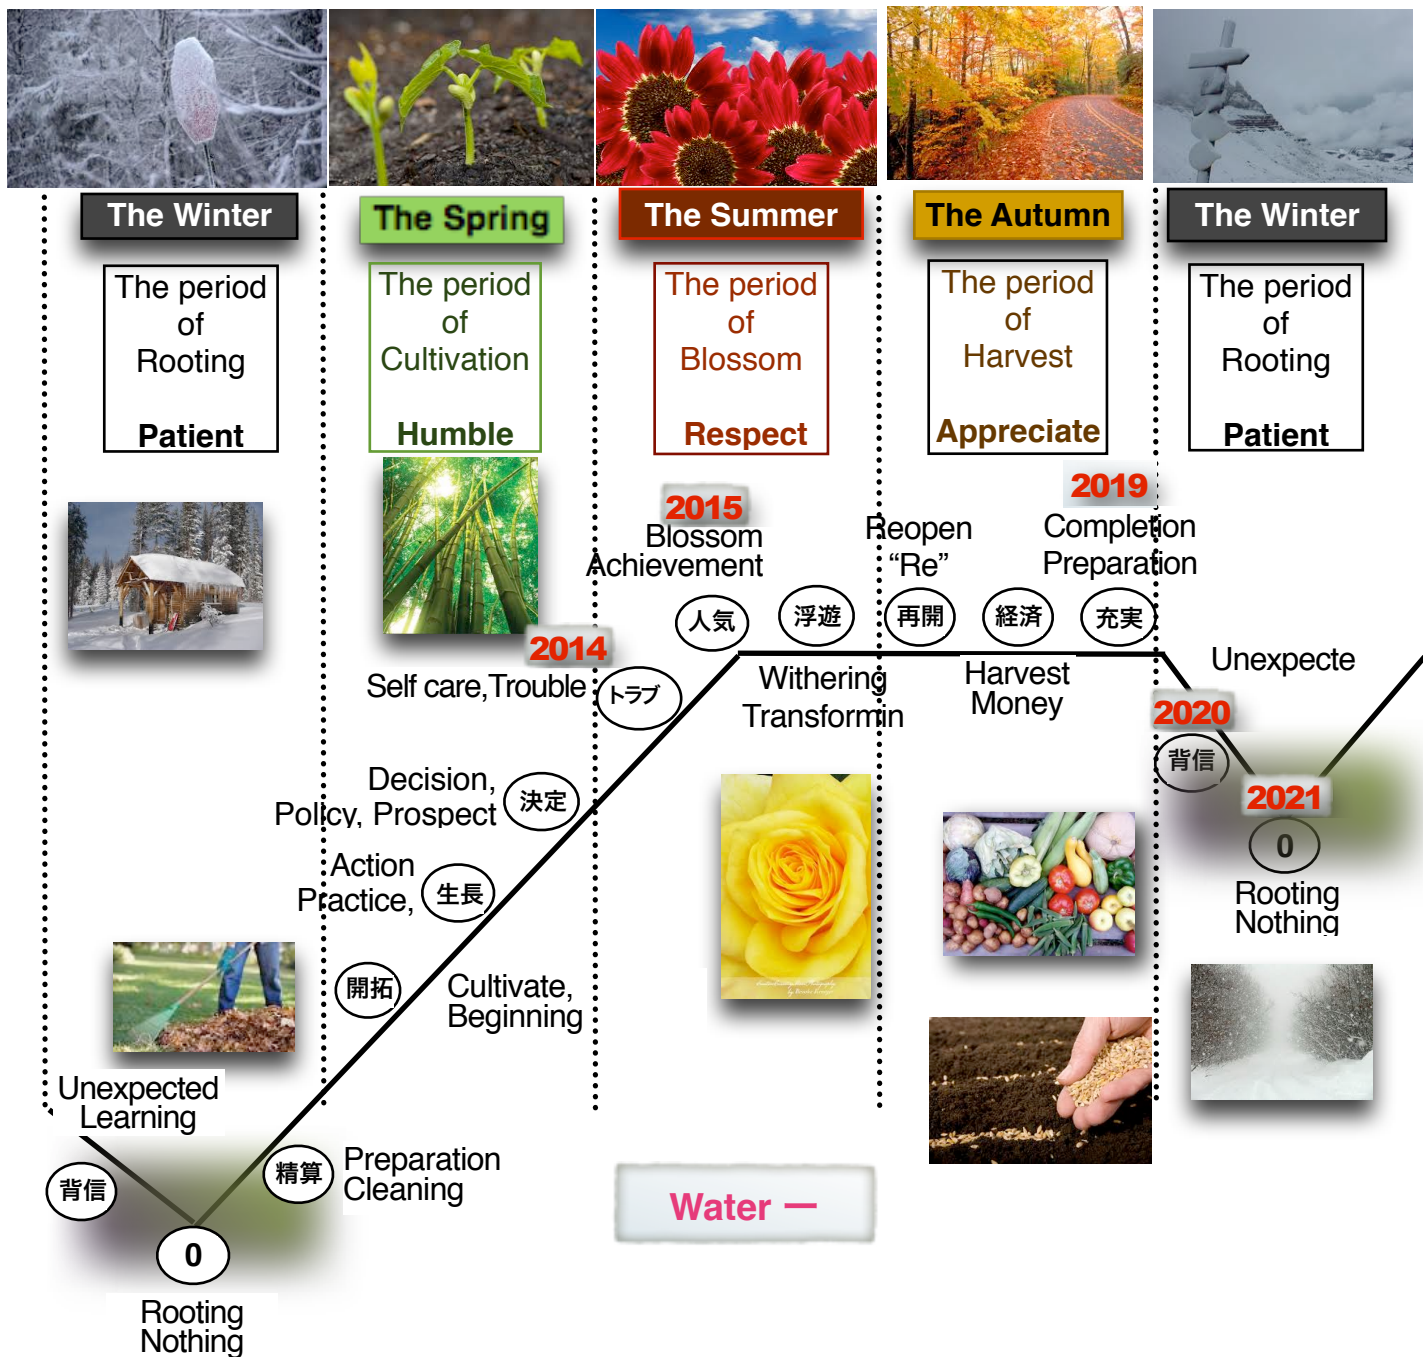 The Winter
The Spring
The Summer
The Autumn
The Winter
The period
of
Rooting
Patient
The period
of
Cultivation
Humble
The period
of
Blossom
Respect
The period
of
Harvest
Appreciate
The period
of
Rooting
Patient
2015
Blossom
Achievement
人気
浮遊
Withering
Transformin
Reopen
“Re”
再開
経済
Harvest
Money
2019
Completion
Preparation
充実
2014
Self care,Trouble
トラブ
Decision,
Policy, Prospect
決定
Action
Practice,
生長
開拓
Cultivate,
Beginning
Unexpected
Learning
背信
精算
Preparation
Cleaning
0
Rooting
Nothing
Unexpecte
2020
背信
2021
0
Rooting
Nothing
Water 一